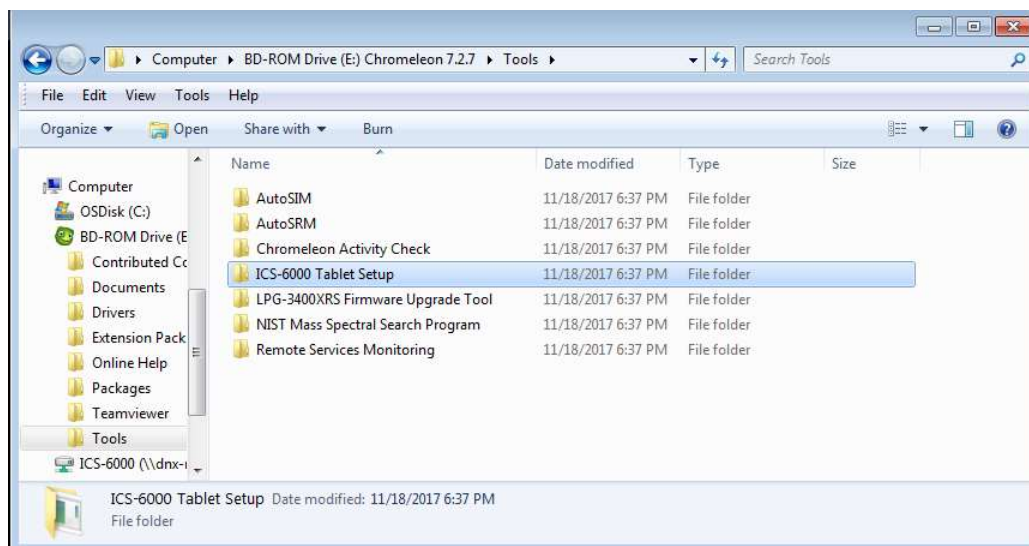 Computer ▸ BD-ROM Drive (E:) Chromeleon 7.2.7 ▸ Tools ▸ Search Tools
File Edit View Tools Help
Organize Open Share with Burn
Name Date modified Type Size
Computer
OSDisk (C:)
BD-ROM Drive (E
Contributed Cc
Documents
Drivers
Extension Pack
Online Help
Packages
Teamviewer
Tools
ICS-6000 (\\dnx-
AutoSIM 11/18/2017 6:37 PM File folder
AutoSRM 11/18/2017 6:37 PM File folder
Chromeleon Activity Check 11/18/2017 6:37 PM File folder
ICS-6000 Tablet Setup 11/18/2017 6:37 PM File folder
LPG-3400XRS Firmware Upgrade Tool 11/18/2017 6:37 PM File folder
NIST Mass Spectral Search Program 11/18/2017 6:37 PM File folder
Remote Services Monitoring 11/18/2017 6:37 PM File folder
ICS-6000 Tablet Setup Date modified: 11/18/2017 6:37 PM
File folder